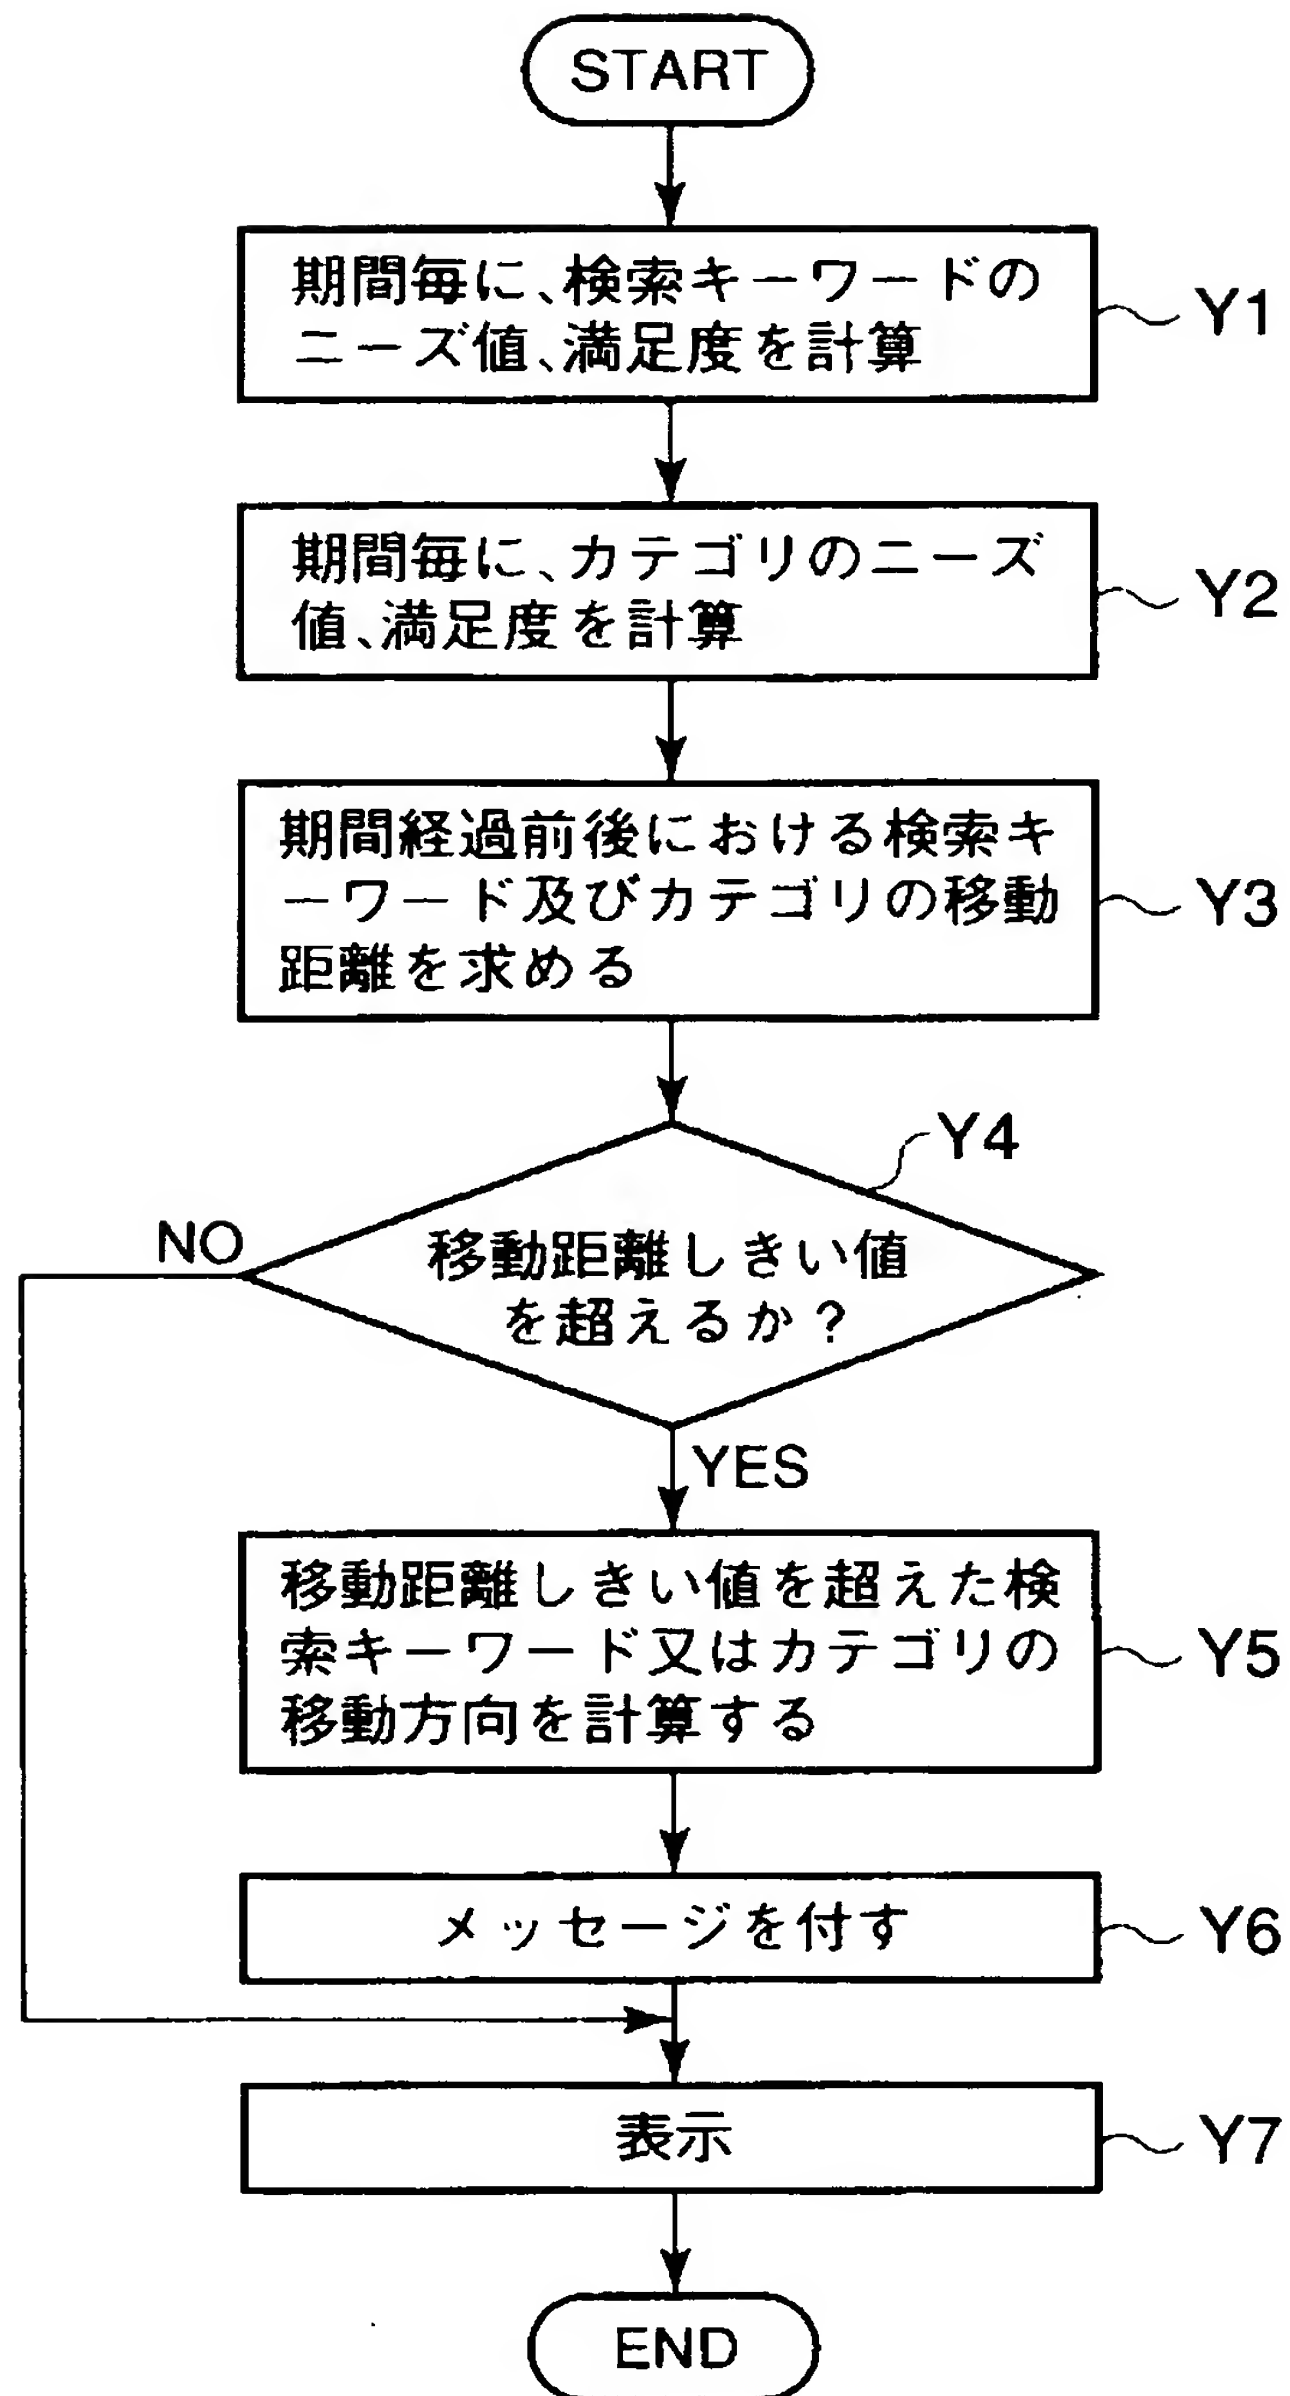 START
期間毎に、検索キーワードの
ニーズ値、満足度を計算
Y1
期間毎に、カテゴリのニーズ
値、満足度を計算
Y2
期間経過前後における検索キ
ーワード及びカテゴリの移動
距離を求める
Y3
Y4
NO
移動距離しきい値
を超えるか？
YES
移動距離しきい値を超えた検
索キーワード又はカテゴリの
移動方向を計算する
Y5
メッセージを付す
Y6
表示
Y7
END